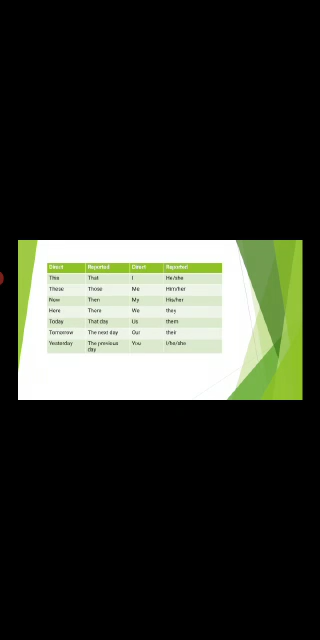 Direct Reported Direct Reported
This That I He/she
These Those Me Him/her
Now Then My His/her
Here There We they
Today That day Us them
Tomorrow The next day Our their
Yesterday The previous You I/he/she
day